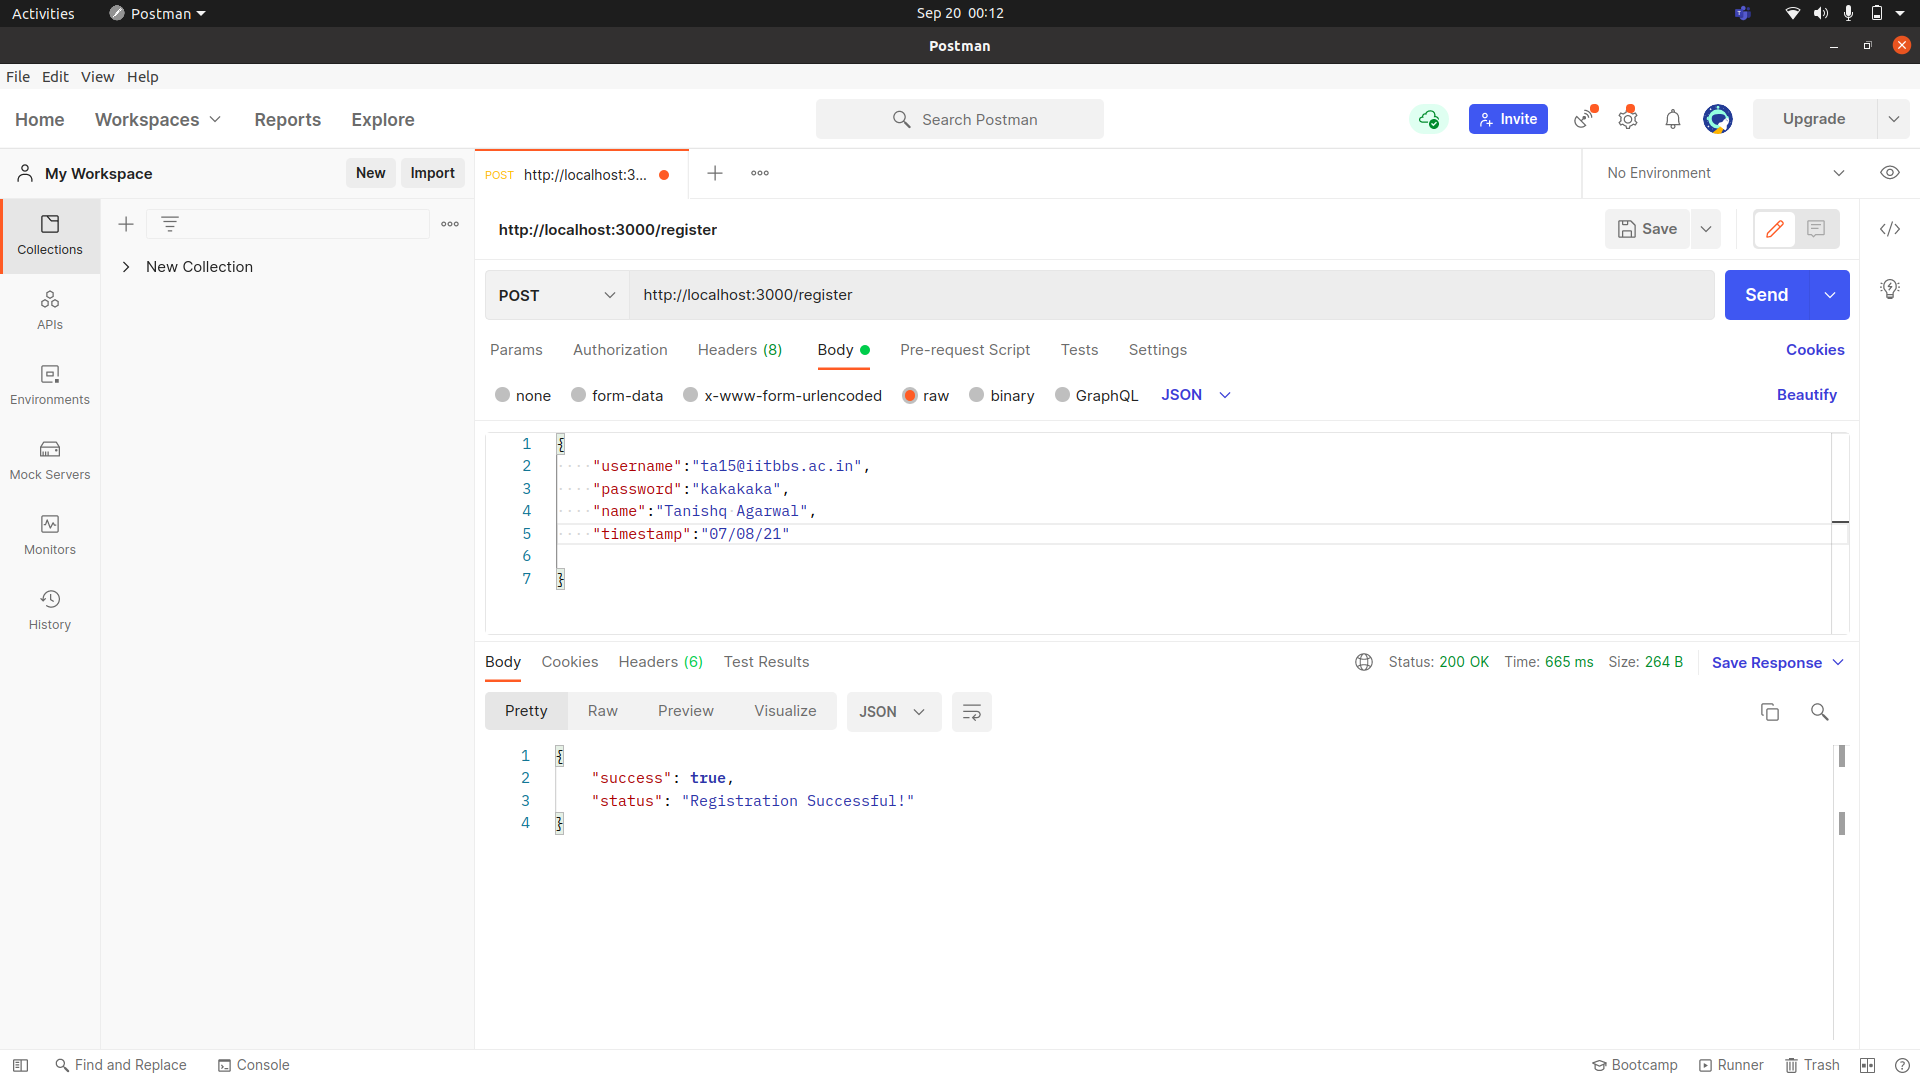 Activities Postman Sep 20 00:12
Postman
File Edit View Help
Home Workspaces Reports Explore Search Postman Invite Upgrade
My Workspace New Import POST http://localhost:3... No Environment
Collections
New Collection
APIs
Environments
Mock Servers
Monitors
History
http://localhost:3000/register Save
POST http://localhost:3000/register Send
Params Authorization Headers (8) Body Pre-request Script Tests Settings Cookies
none form-data x-www-form-urlencoded raw binary GraphQL JSON Beautify
1 {
2 "username":"ta15@iitbbs.ac.in",
3 "password":"kakakaka",
4 "name":"Tanishq Agarwal",
5 "timestamp":"07/08/21"
6
7 }
Body Cookies Headers (6) Test Results Status: 200 OK Time: 665 ms Size: 264 B Save Response
Pretty Raw Preview Visualize JSON
1 {
2 "success": true,
3 "status": "Registration Successful!"
4 }
Find and Replace Console Bootcamp Runner Trash